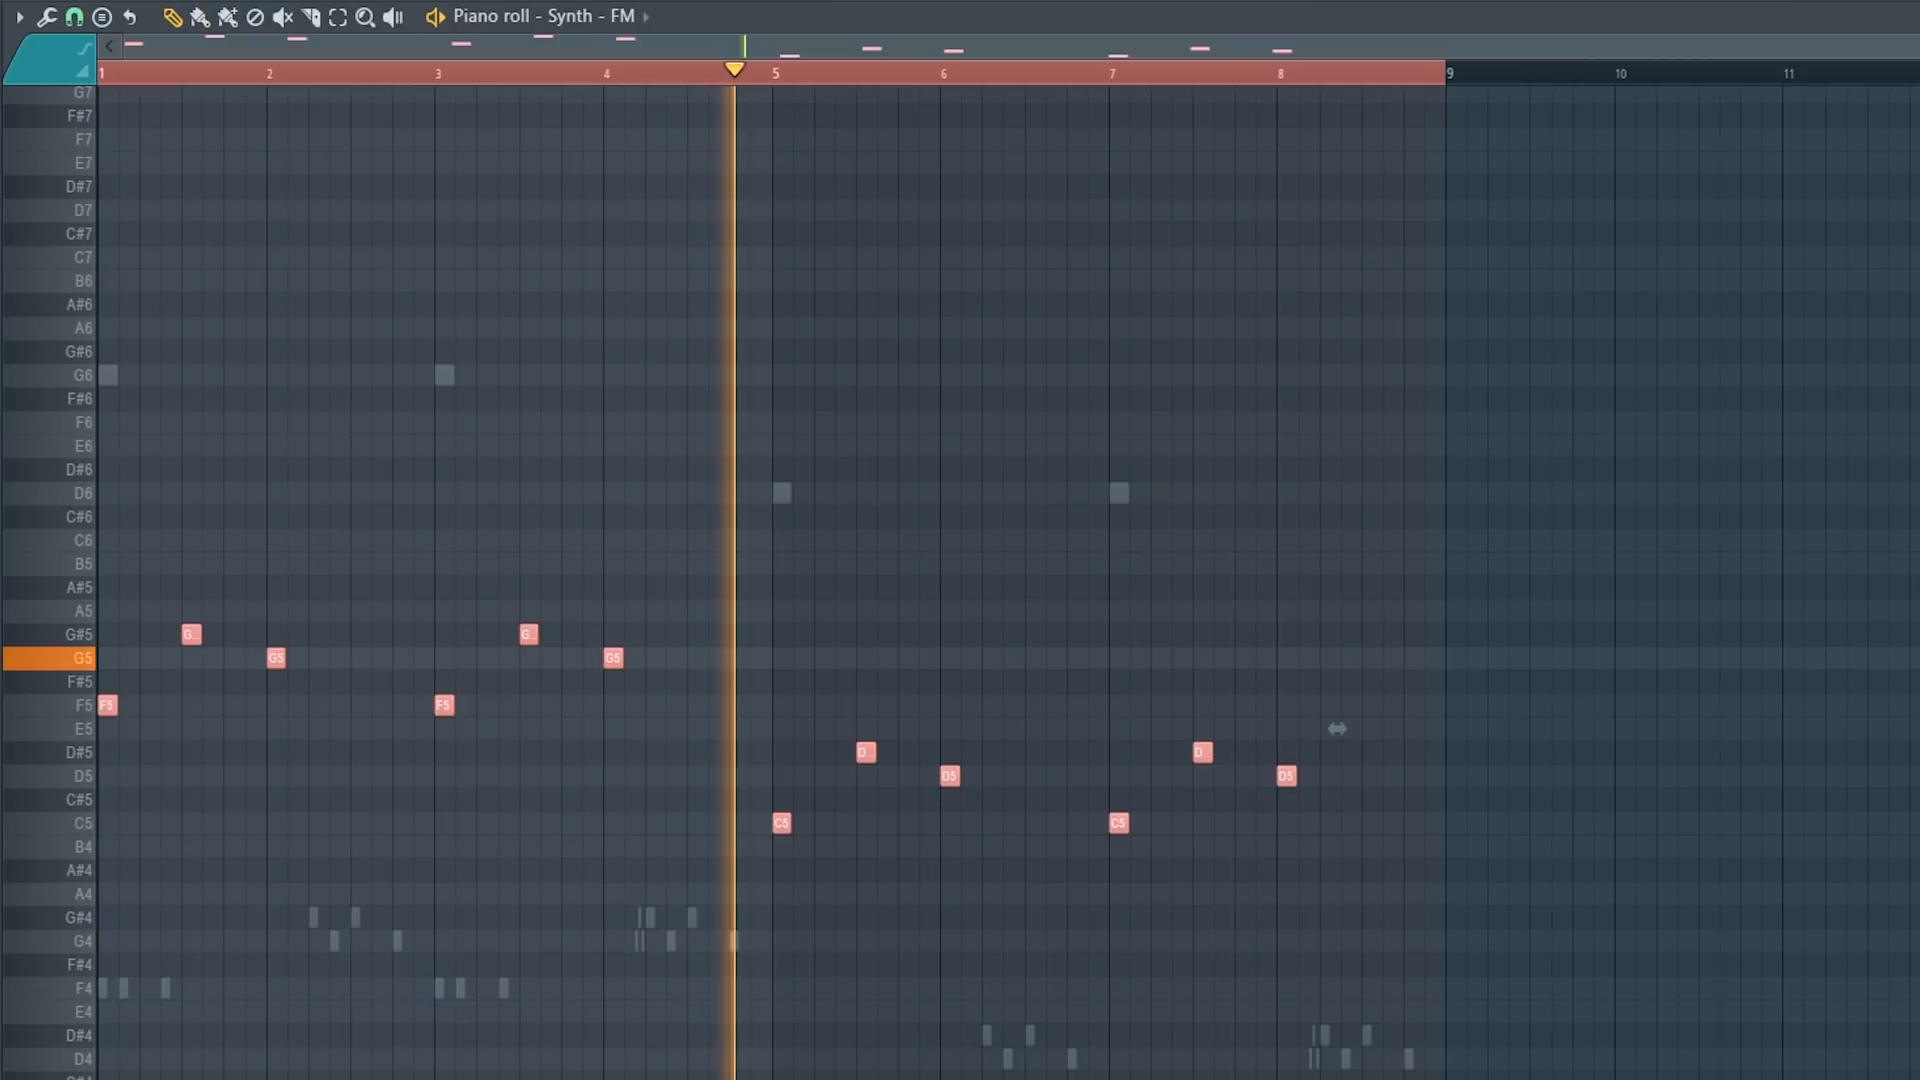 Piano roll - Synth - FM
1 2 3 4 5 6 7 8 9 10 11
G7
F#7
F7
E7
D#7
D7
C#7
C7
B6
A#6
A6
G#6
G6
F#6
F6
E6
D#6
D6
C#6
C6
B5
A#5
A5
G#5 G.. G..
G5 G5 G5
F#5
F5 F5 F5
E5
D#5 D.. D..
D5 D5 D5
C#5
C5 C5 C5
B4
A#4
A4
G#4
G4
F#4
F4
E4
D#4
D4